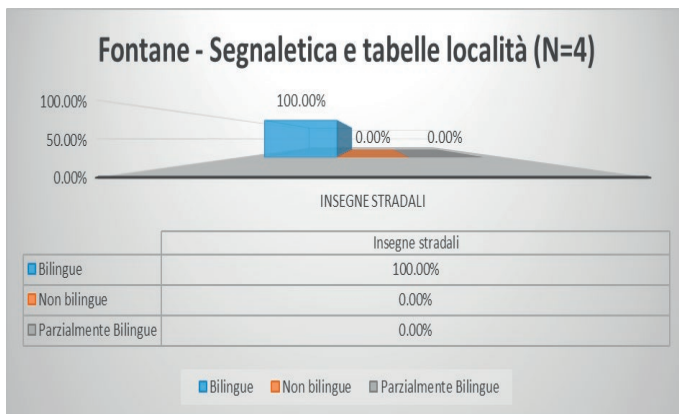 Fontane - Segnaletica e tabelle località (N=4)
100.00%
100.00%
50.00%
0.00%
0.00%
0.00%
INSEGNE STRADALI
Insegne stradali
Bilingue 100.00%
Non bilingue 0.00%
Parzialmente Bilingue 0.00%
Bilingue Non bilingue Parzialmente Bilingue